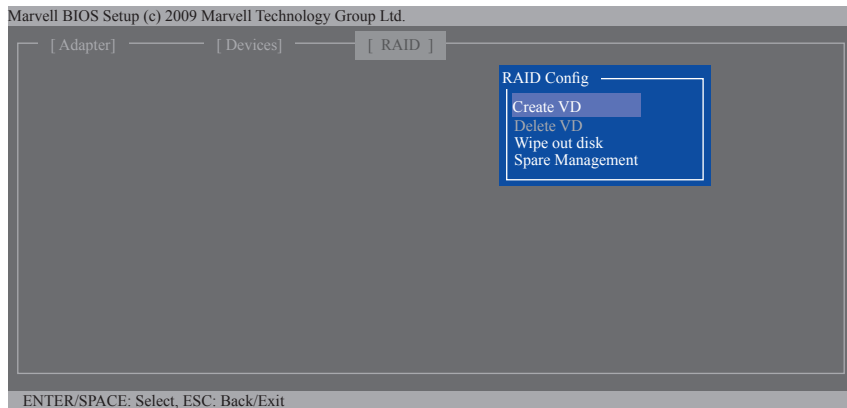 Marvell BIOS Setup (c) 2009 Marvell Technology Group Ltd.
[ Adapter] [ Devices] [ RAID ]
RAID Config
Create VD
Delete VD
Wipe out disk
Spare Management
ENTER/SPACE: Select, ESC: Back/Exit